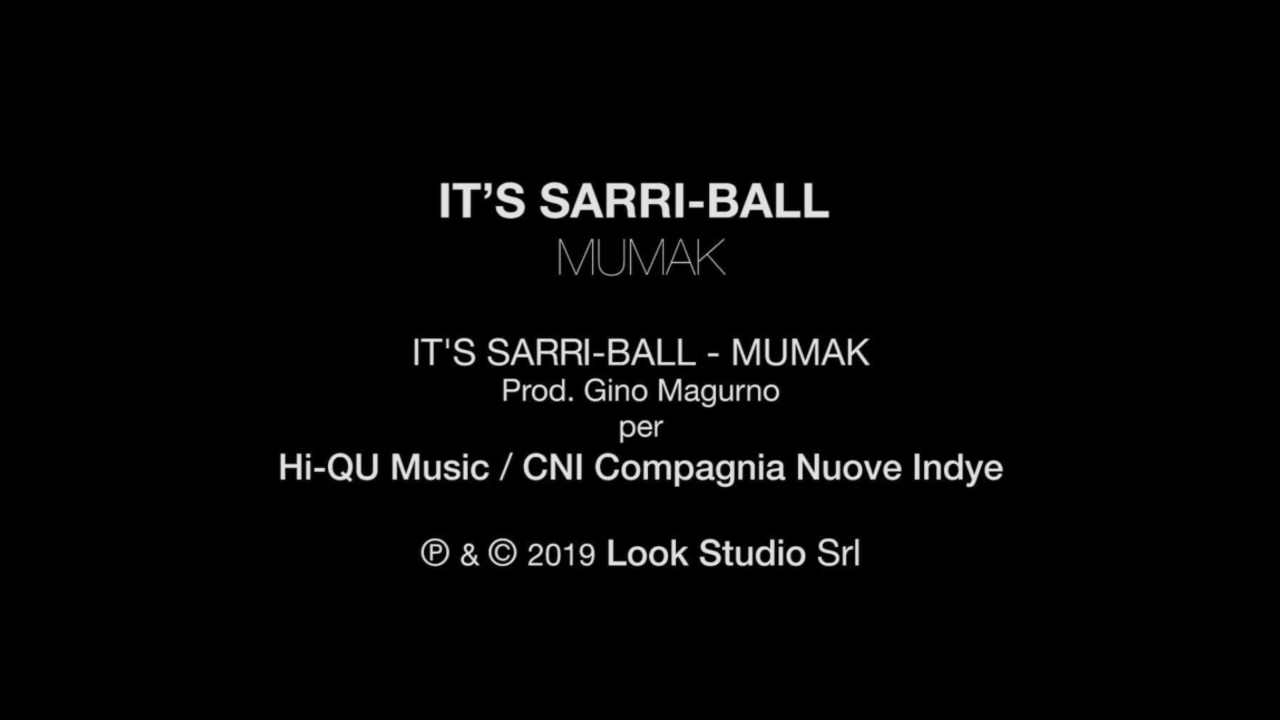 IT’S SARRI-BALL
MUMAK
IT'S SARRI-BALL - MUMAK
Prod. Gino Magurno
per
Hi-QU Music / CNI Compagnia Nuove Indye
℗ & © 2019 Look Studio Srl